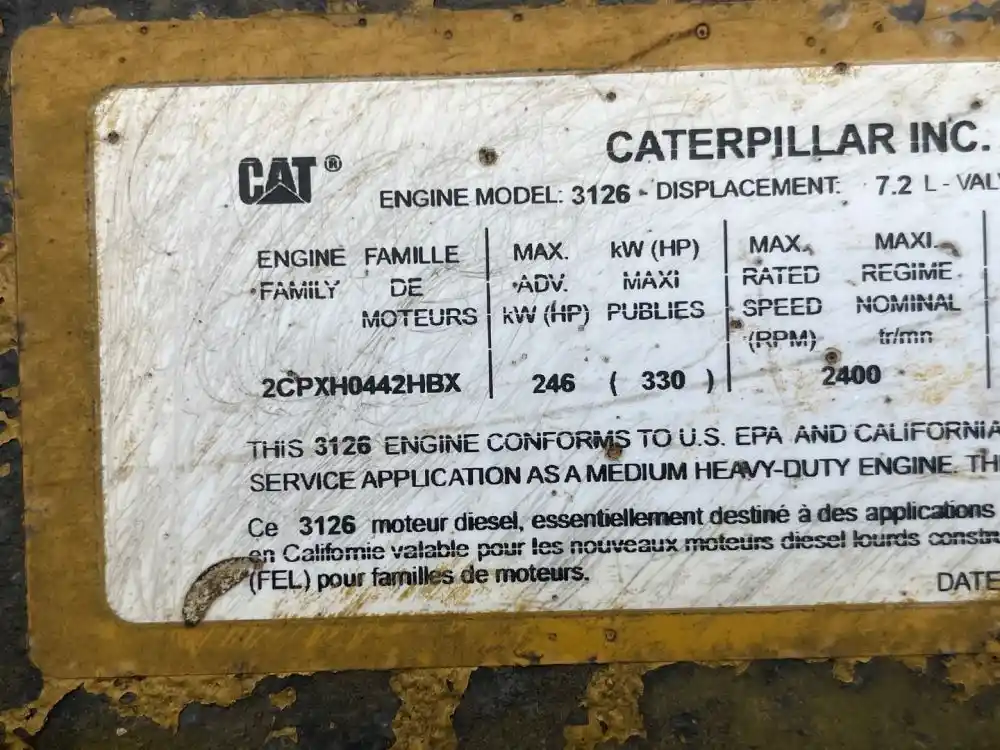 CAT®
CATERPILLAR INC.
ENGINE MODEL: 3126 - DISPLACEMENT: 7.2 L - VAL
ENGINE FAMILLE MAX. kW (HP) MAX. MAXI.
FAMILY DE ADV. MAXI RATED REGIME
MOTEURS kW (HP) PUBLIES SPEED NOMINAL
(RPM) tr/mn
2CPXH0442HBX 246 ( 330 ) 2400
THIS 3126 ENGINE CONFORMS TO U.S. EPA AND CALIFORNIA
SERVICE APPLICATION AS A MEDIUM HEAVY-DUTY ENGINE. TH
Ce 3126 moteur diesel, essentiellement destiné à des applications
en Californie valable pour les nouveaux moteurs diesel lourds constr
(FEL) pour familles de moteurs.
DATE